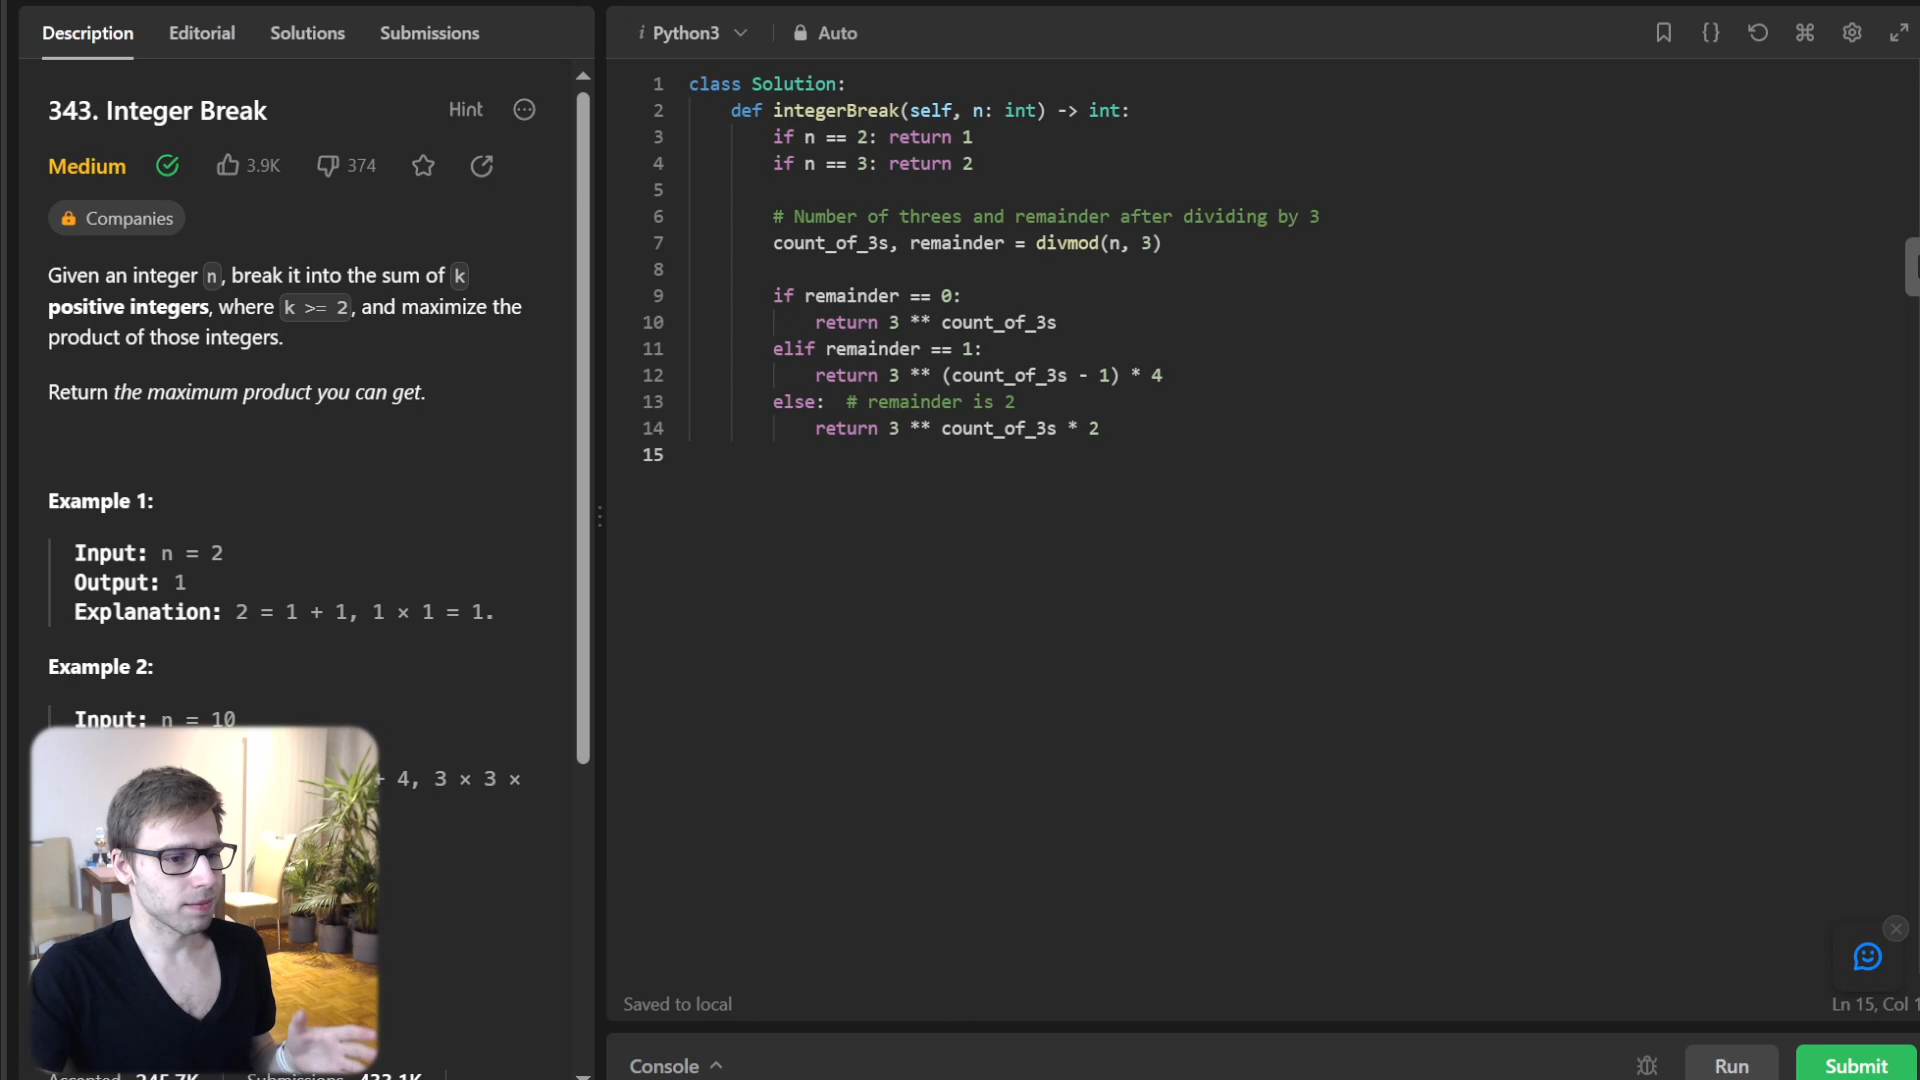 Description Editorial Solutions Submissions
343. Integer Break Hint
Medium 3.9K 374
Companies
Given an integer n, break it into the sum of k
positive integers, where k >= 2, and maximize the
product of those integers.
Return the maximum product you can get.
Example 1:
Input: n = 2
Output: 1
Explanation: 2 = 1 + 1, 1 × 1 = 1.
Example 2:
Input: n = 10
+ 4, 3 × 3 ×
Accepted 245.7K Submissions 433.1K
i Python3 Auto
1 class Solution:
2 def integerBreak(self, n: int) -> int:
3 if n == 2: return 1
4 if n == 3: return 2
5
6 # Number of threes and remainder after dividing by 3
7 count_of_3s, remainder = divmod(n, 3)
8
9 if remainder == 0:
10 return 3 ** count_of_3s
11 elif remainder == 1:
12 return 3 ** (count_of_3s - 1) * 4
13 else: # remainder is 2
14 return 3 ** count_of_3s * 2
15
Saved to local
Ln 15, Col 1
Console Run Submit